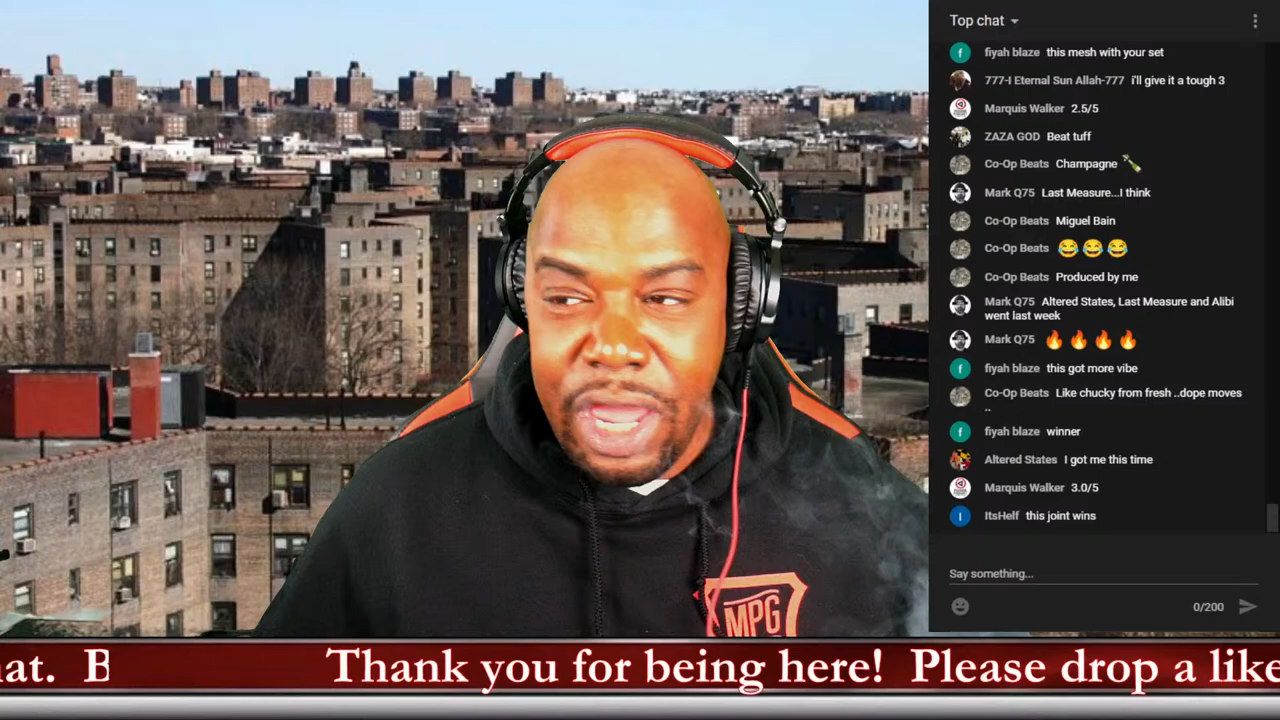 Top chat
fiyah blaze this mesh with your set
777-I Eternal Sun Allah-777 i'll give it a tough 3
Marquis Walker 2.5/5
ZAZA GOD Beat tuff
Co-Op Beats Champagne 🍾
Mark Q75 Last Measure...I think
Co-Op Beats Miguel Bain
Co-Op Beats 😂😂😂
Co-Op Beats Produced by me
Mark Q75 Altered States, Last Measure and Alibi
went last week
Mark Q75 🔥🔥🔥🔥
fiyah blaze this got more vibe
Co-Op Beats Like chucky from fresh ..dope moves
..
fiyah blaze winner
Altered States I got me this time
Marquis Walker 3.0/5
ItsHelf this joint wins
Say something...
0/200
MPG
hat. B Thank you for being here! Please drop a like